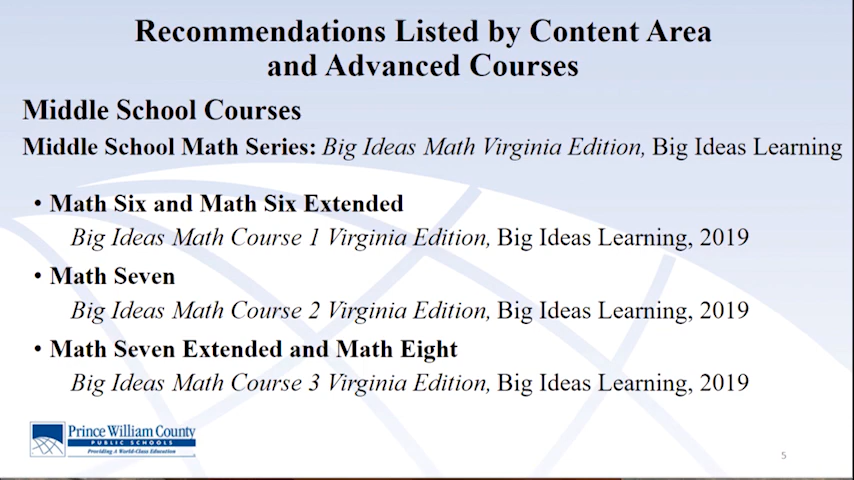 Recommendations Listed by Content Area
and Advanced Courses
Middle School Courses
Middle School Math Series: Big Ideas Math Virginia Edition, Big Ideas Learning
• Math Six and Math Six Extended
Big Ideas Math Course 1 Virginia Edition, Big Ideas Learning, 2019
• Math Seven
Big Ideas Math Course 2 Virginia Edition, Big Ideas Learning, 2019
• Math Seven Extended and Math Eight
Big Ideas Math Course 3 Virginia Edition, Big Ideas Learning, 2019
Prince William County
PUBLIC SCHOOLS
Providing A World-Class Education
5